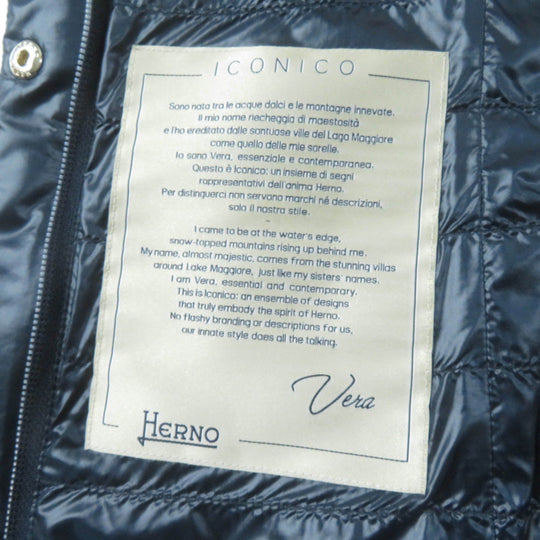 ICONICO
Sono nata tra le acque dolci e le montagne innevate.
Il mio nome riecheggia di maestosità
e l'ho ereditato dalle sontuose ville del Lago Maggiore
come quello delle mie sorelle.
Io sono Vera, essenziale e contemporanea.
Questo è Iconico: un insieme di segni
rappresentativi dell'anima Herno.
Per distinguerci non servono marchi né descrizioni,
solo il nostro stile.
-
I came to be at the water's edge,
snow-topped mountains rising up behind me.
My name, almost majestic, comes from the stunning villas
around Lake Maggiore, just like my sisters' names.
I am Vera, essential and contemporary.
This is Iconico: an ensemble of designs
that truly embody the spirit of Herno.
No flashy branding or descriptions for us,
our innate style does all the talking.
Vera
HERNO